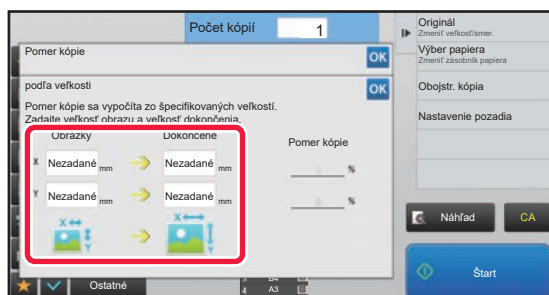 Počet kópií
1
Originál
Zmeniť veľkosť/smer.
Výber papiera
Zmeniť zásobník papiera
Obojstr. kópia
Nastavenie pozadia
Pomer kópie
OK
podľa veľkosti
OK
Pomer kópie sa vypočíta zo špecifikovaných veľkostí.
Zadajte veľkosť obrazu a veľkosť dokončenia.
Obrázky
Dokončené
Pomer kópie
X Nezadané mm Nezadané mm %
Y Nezadané mm Nezadané mm %
X Y X Y
Náhľad
CA
Ostatné
4 A3
Štart